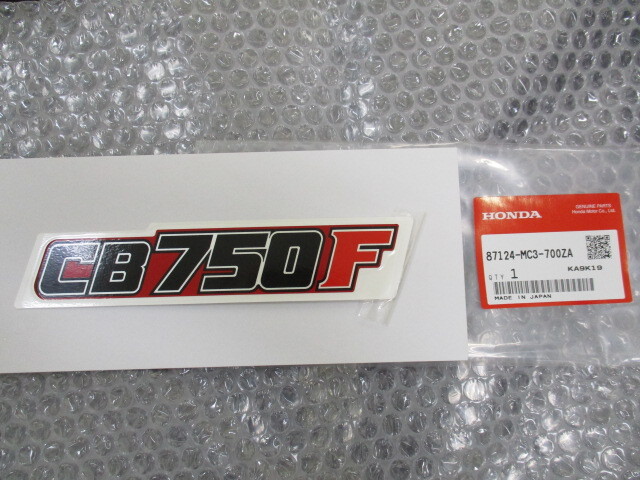 CB750F
HONDA
GENUINE PARTS
Honda Motor Co., Ltd.
87124-MC3-700ZA
QTY 1
KA9K19
MADE IN JAPAN